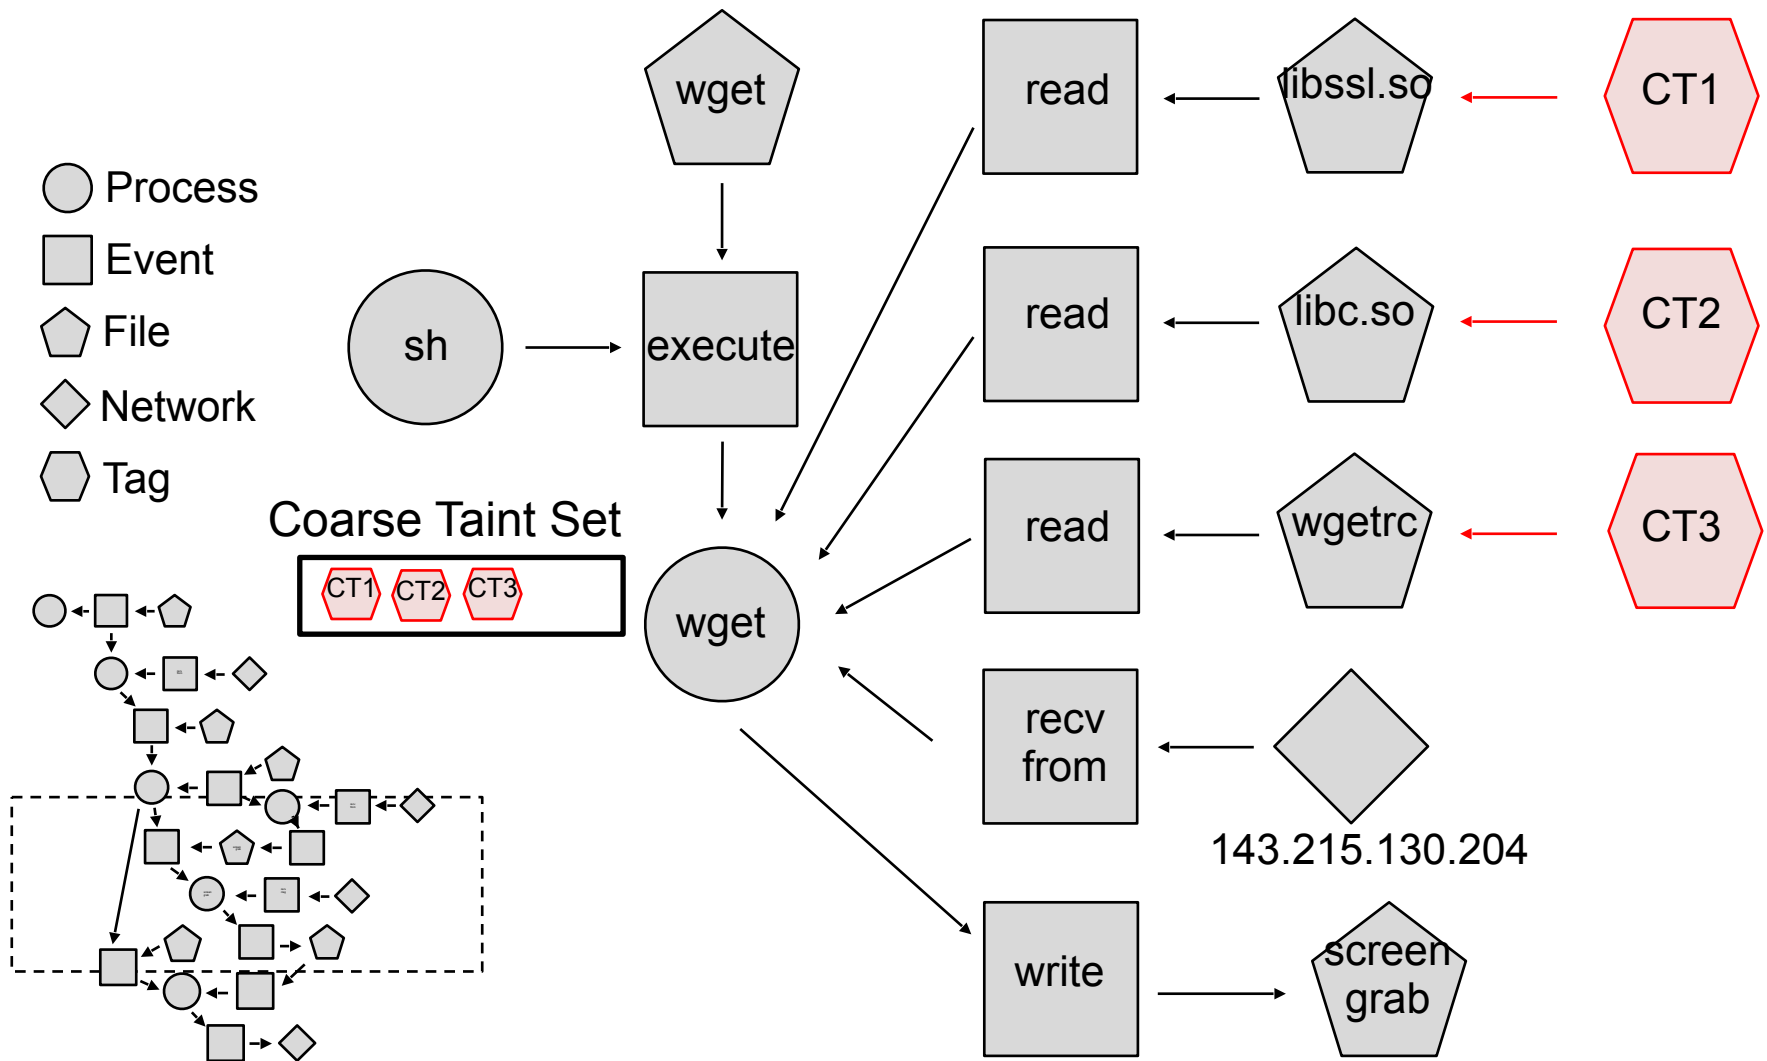 Process
Event
File
Network
Tag
wget
sh
execute
Coarse Taint Set
CT1
CT2
CT3
wget
read
libssl.so
CT1
read
libc.so
CT2
read
wgetrc
CT3
recv
from
143.215.130.204
write
screen
grab